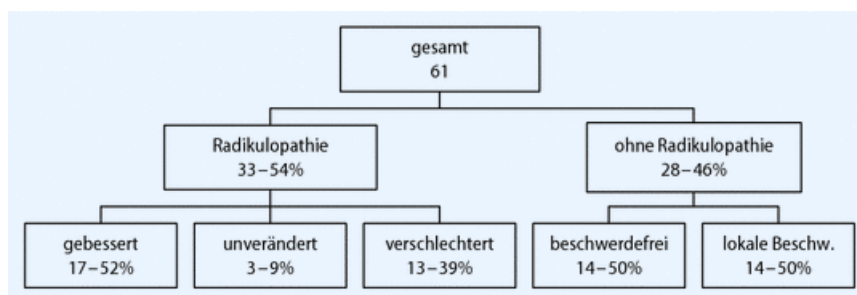 gesamt
61
Radikulopathie
33–54%
ohne Radikulopathie
28–46%
gebessert
17–52%
unverändert
3–9%
verschlechtert
13–39%
beschwerdefrei
14–50%
lokale Beschw.
14–50%